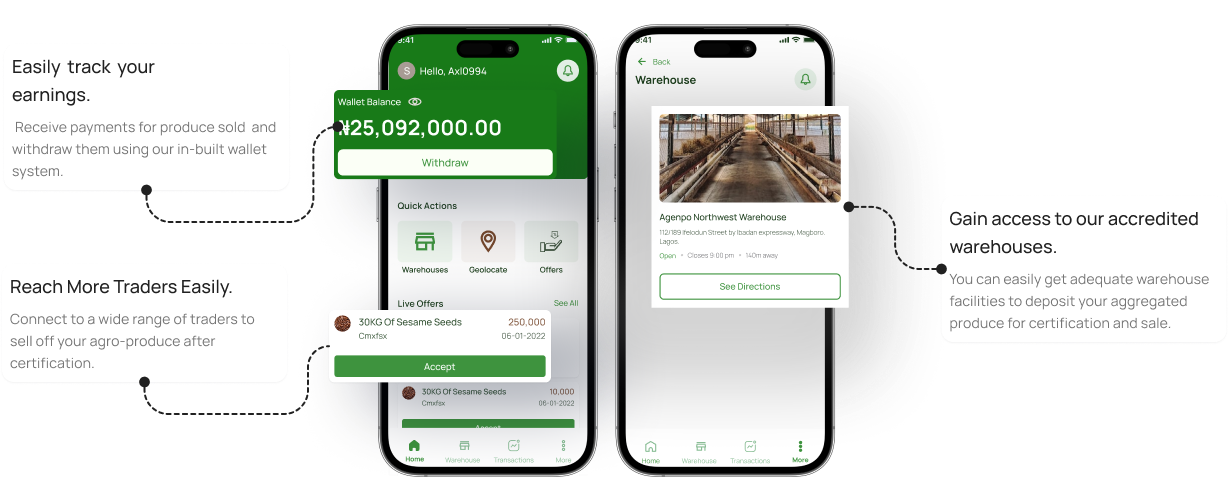 Easily track your
earnings.
Receive payments for produce sold and
withdraw them using our in-built wallet
system.
Reach More Traders Easily.
Connect to a wide range of traders to
sell off your agro-produce after
certification.
9:41
S
Hello, Axl0994
Wallet Balance
₦25,092,000.00
Withdraw
Quick Actions
Warehouses
Geolocate
Offers
Live Offers
See All
30KG Of Sesame Seeds
250,000
Cmxfsx
06-01-2022
Accept
30KG Of Sesame Seeds
10,000
Cmxfsx
06-01-2022
Accept
Home
Warehouse
Transactions
More
9:41
Back
Warehouse
Agenpo Northwest Warehouse
112/189 Ifelodun Street by Ibadan expressway, Magboro.
Lagos.
Open • Closes 9:00 pm • 140m away
See Directions
Home
Warehouse
Transactions
More
Gain access to our accredited
warehouses.
You can easily get adequate warehouse
facilities to deposit your aggregated
produce for certification and sale.